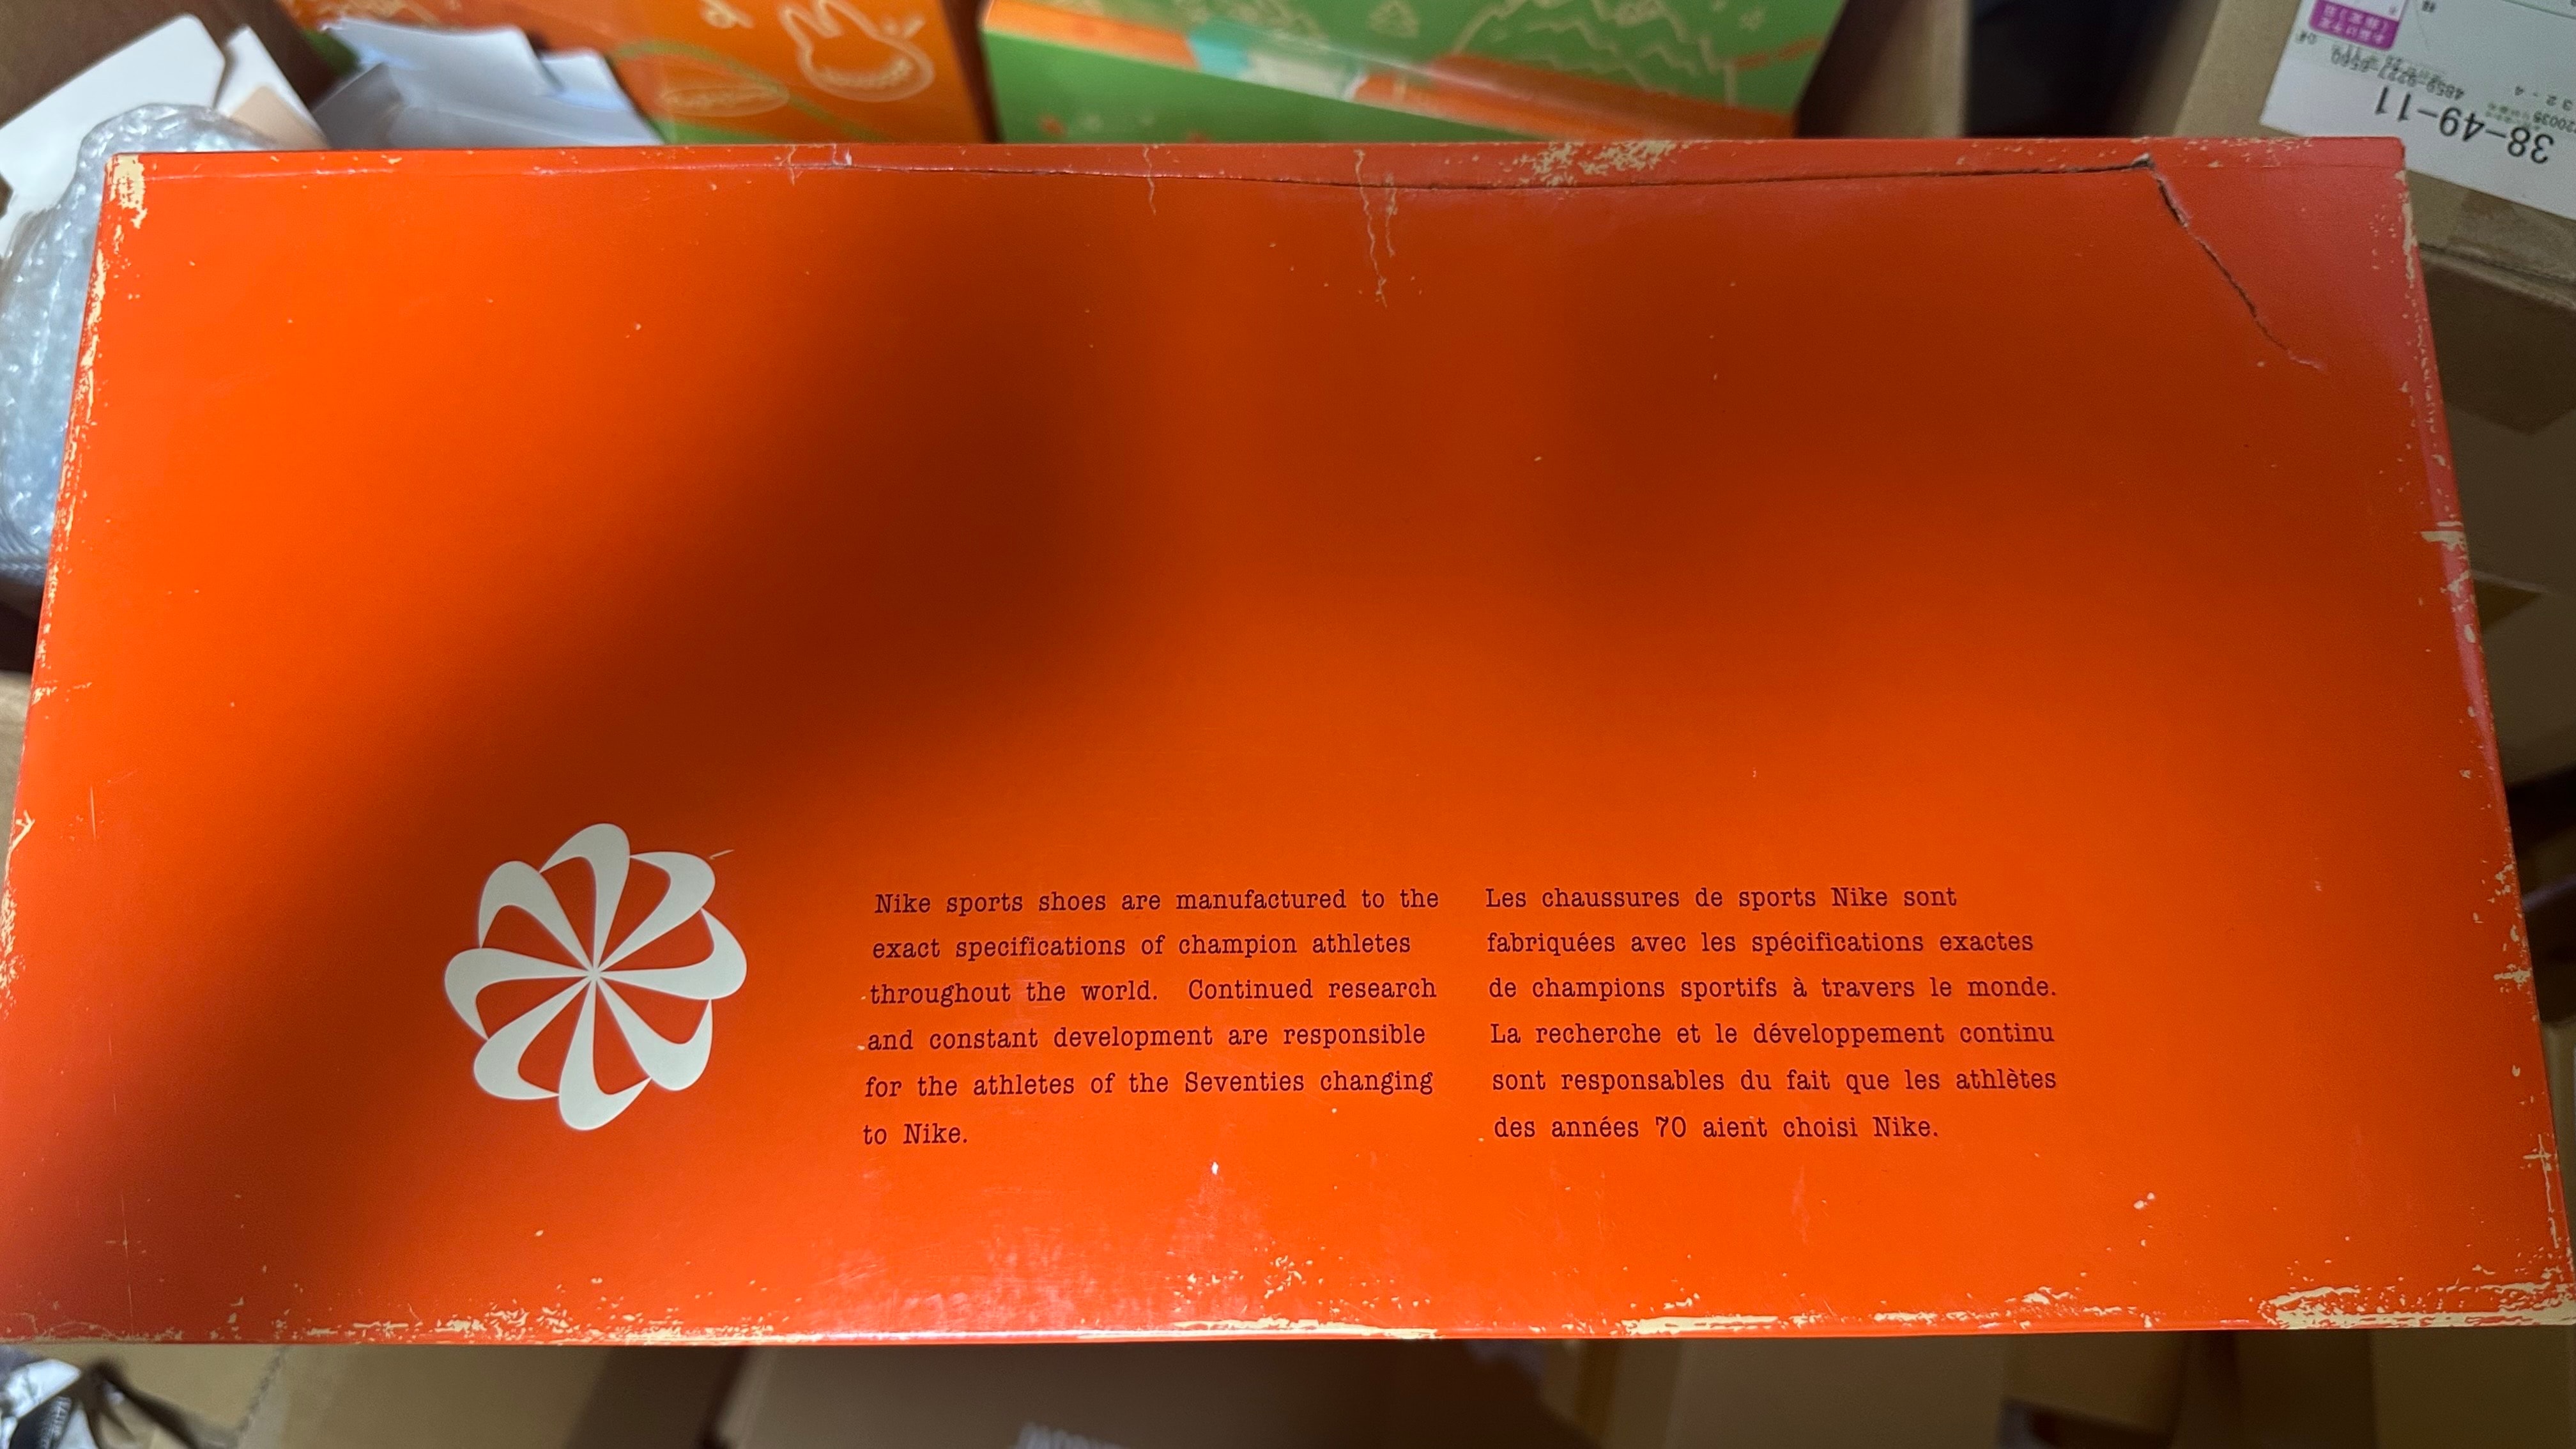 38-49-11
Nike sports shoes are manufactured to the
exact specifications of champion athletes
throughout the world. Continued research
and constant development are responsible
for the athletes of the Seventies changing
to Nike.
Les chaussures de sports Nike sont
fabriquées avec les spécifications exactes
de champions sportifs à travers le monde.
La recherche et le développement continu
sont responsables du fait que les athlètes
des années 70 aient choisi Nike.